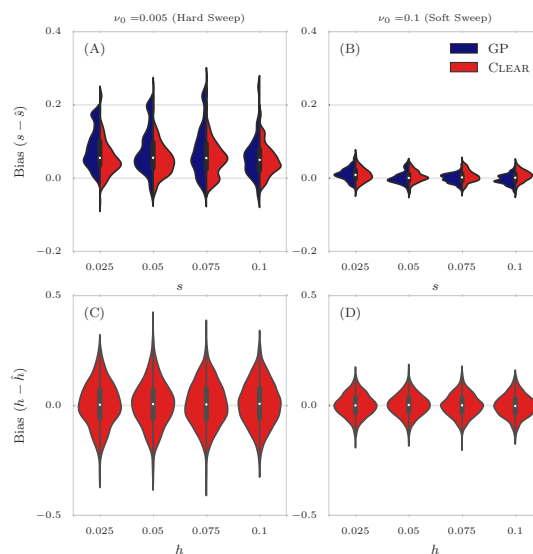 ν₀ =0.005 (Hard Sweep)
ν₀ =0.1 (Soft Sweep)
(A)
(B)
GP
CLEAR
Bias (s − ŝ)
0.4
0.2
0.0
−0.2
0.4
0.2
0.0
−0.2
0.025 0.05 0.075 0.1
s
0.025 0.05 0.075 0.1
s
(C)
(D)
Bias (h − ĥ)
0.5
0.0
−0.5
0.5
0.0
−0.5
0.025 0.05 0.075 0.1
h
0.025 0.05 0.075 0.1
h